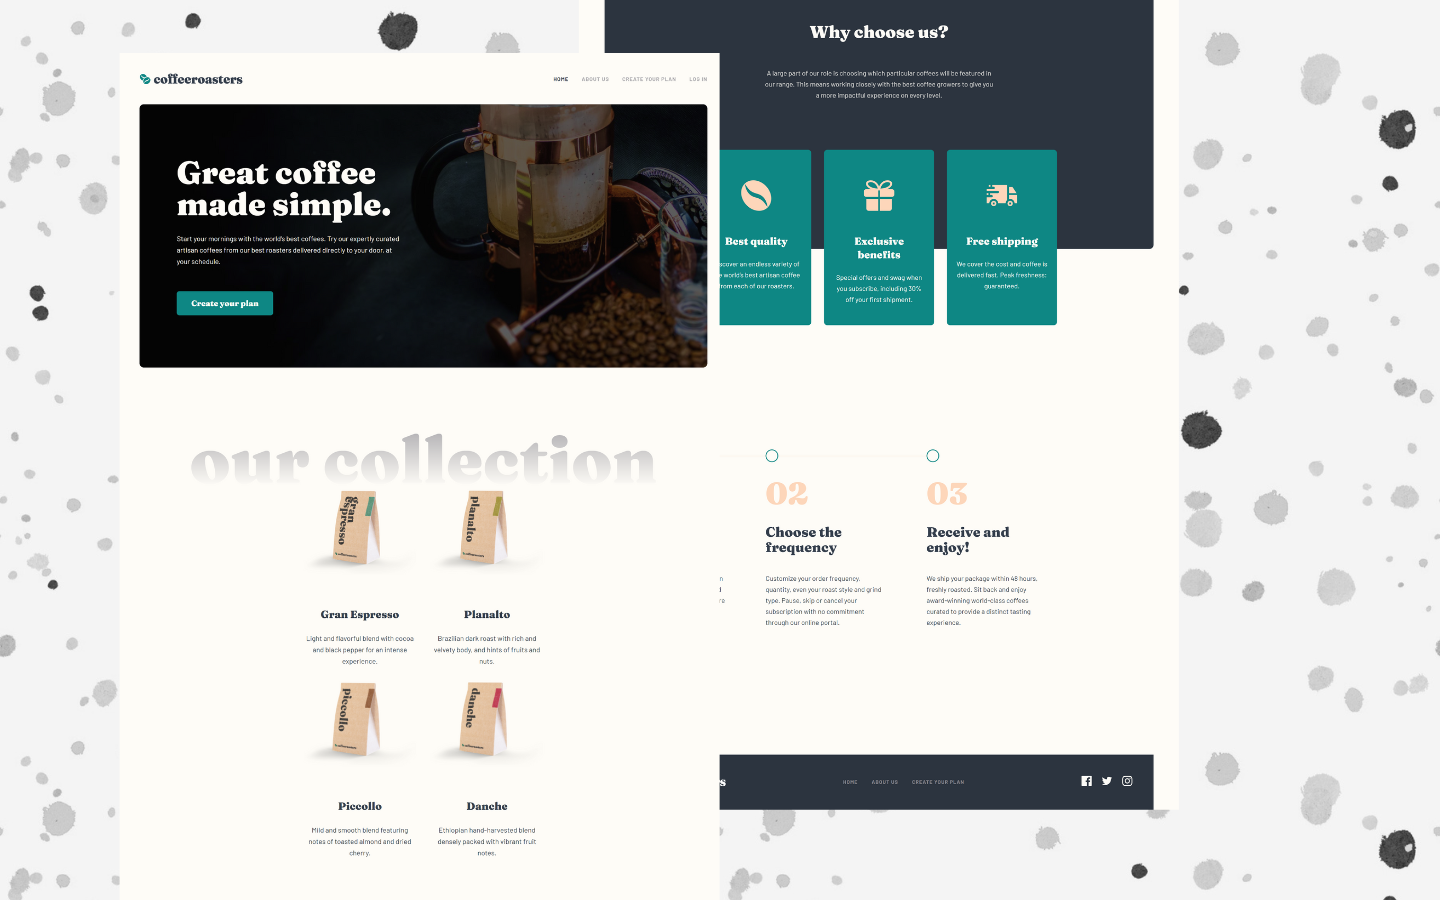 coffeeroasters
HOME ABOUT US CREATE YOUR PLAN LOG IN
Great coffee
made simple.
Start your mornings with the world's best coffees. Try our expertly curated
artisan coffees from our best roasters delivered directly to your door, at
your schedule.
Create your plan
our collection
gran
espresso
planalto
Gran Espresso
Light and flavorful blend with cocoa
and black pepper for an intense
experience.
Planalto
Brazilian dark roast with rich and
velvety body, and hints of fruits and
nuts.
piccollo
danche
Piccollo
Mild and smooth blend featuring
notes of toasted almond and dried
cherry.
Danche
Ethiopian hand-harvested blend
densely packed with vibrant fruit
notes.
Why choose us?
A large part of our role is choosing which particular coffees will be featured in
our range. This means working closely with the best coffee growers to give you
a more impactful experience on every level.
Best quality
scover an endless variety of
e world's best artisan coffee
from each of our roasters.
Exclusive
benefits
Special offers and swag when
you subscribe, including 30%
off your first shipment.
Free shipping
We cover the cost and coffee is
delivered fast. Peak freshness:
guaranteed.
02
Choose the
frequency
Customize your order frequency,
quantity, even your roast style and grind
type. Pause, skip or cancel your
subscription with no commitment
through our online portal.
03
Receive and
enjoy!
We ship your package within 48 hours,
freshly roasted. Sit back and enjoy
award-winning world-class coffees
curated to provide a distinct tasting
experience.
s
HOME ABOUT US CREATE YOUR PLAN